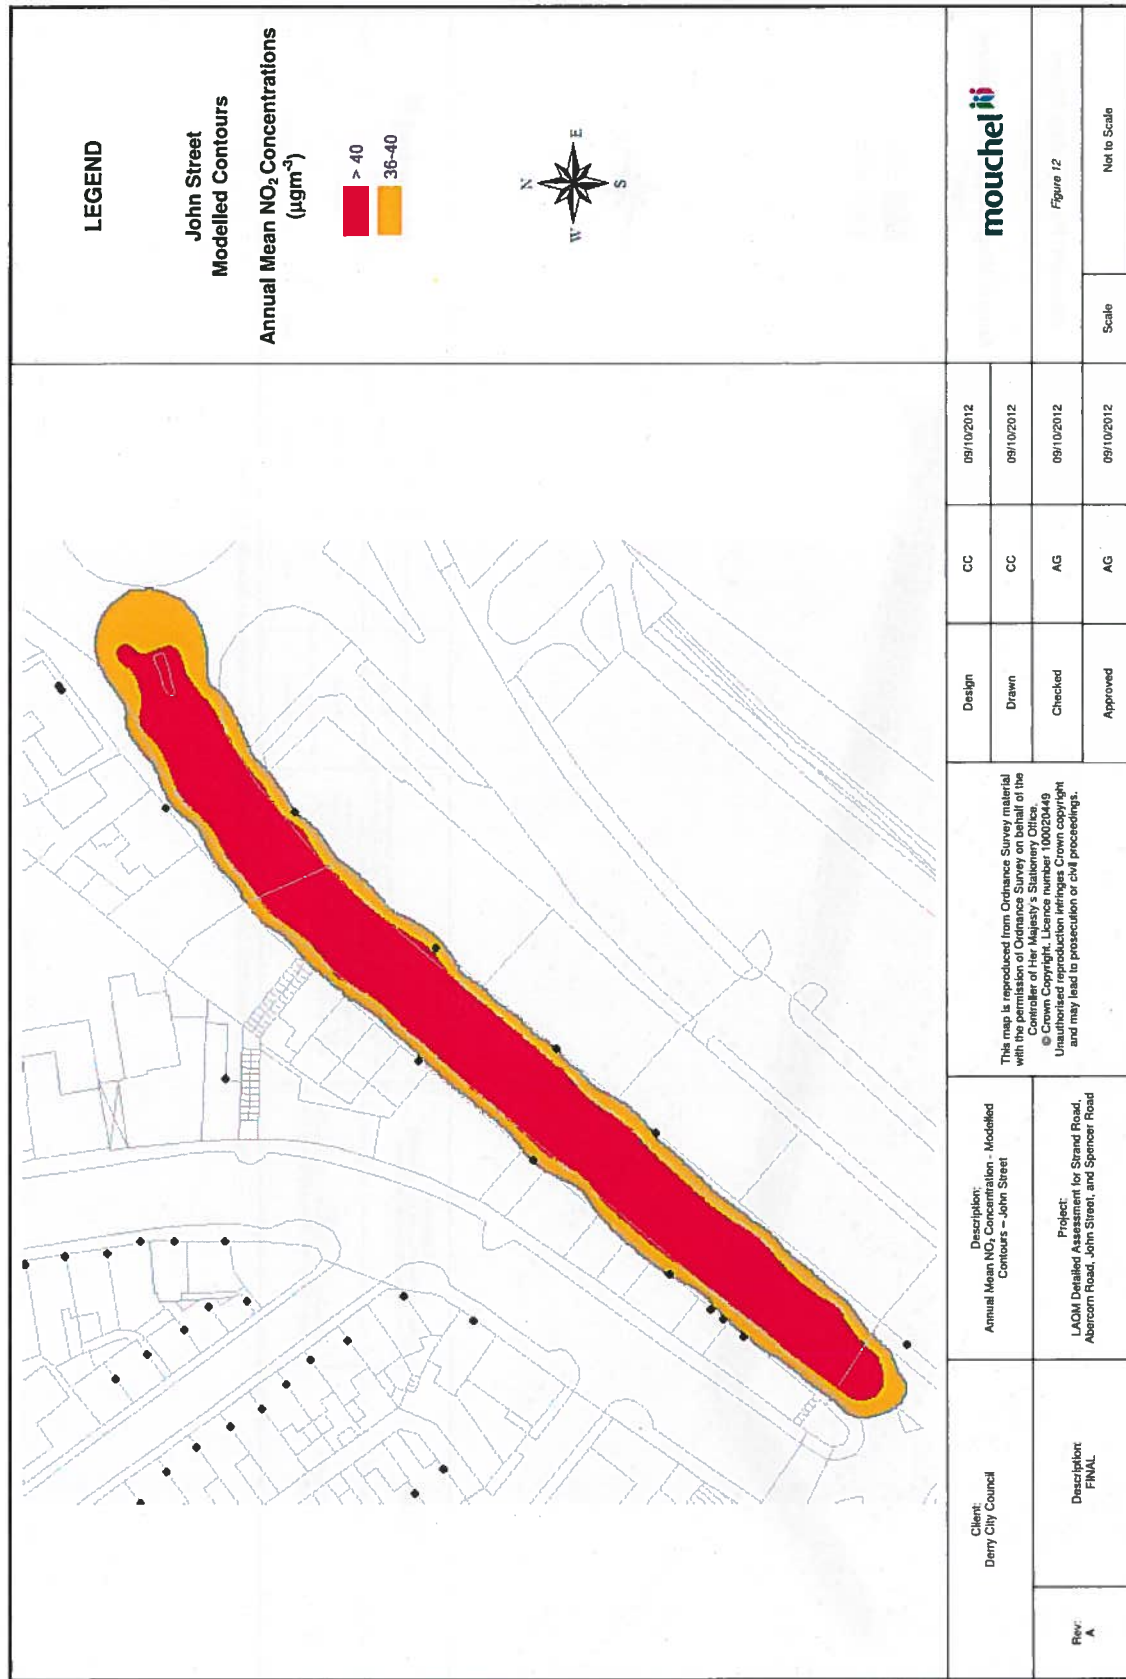 LEGEND
John Street
Modelled Contours
Annual Mean NO₂ Concentrations
(µgm⁻³)
> 40
36-40
N
W
E
S
mouchel
Figure 12
Scale
Not to Scale
Design
CC
09/10/2012
Drawn
CC
09/10/2012
Checked
AG
09/10/2012
Approved
AG
09/10/2012
This map is reproduced from Ordnance Survey material
with the permission of Ordnance Survey on behalf of the
Controller of Her Majesty's Stationery Office.
© Crown Copyright. Licence number 100020449
Unauthorised reproduction infringes Crown copyright
and may lead to prosecution or civil proceedings.
Description:
Annual Mean NO₂ Concentration - Modelled
Contours – John Street
Project:
LAQM Detailed Assessment for Strand Road,
Abercorn Road, John Street, and Spencer Road
Client:
Derry City Council
Description:
FINAL
Rev:
A